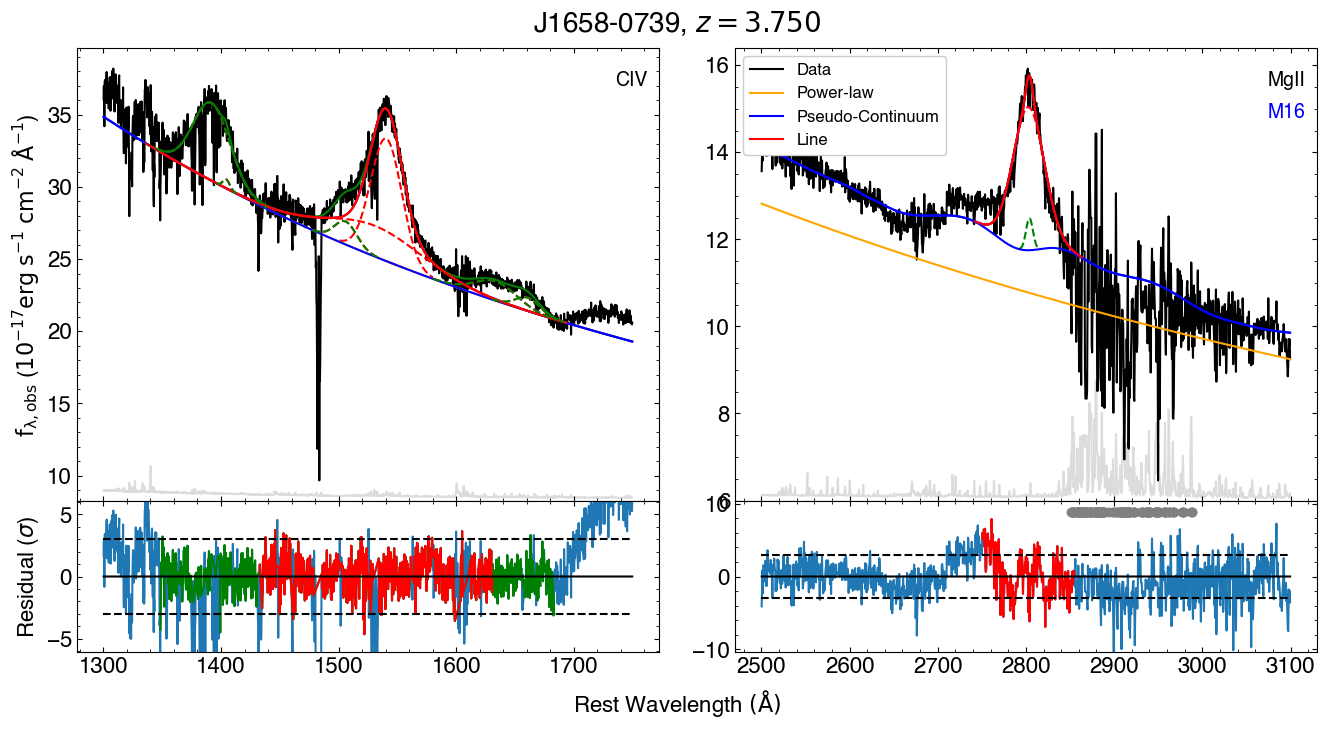 J1658-0739, z = 3.750
f_λ,obs (10⁻¹⁷erg s⁻¹ cm⁻² Å⁻¹)
35
30
25
20
15
10
CIV
16
14
12
10
8
6
Data
Power-law
Pseudo-Continuum
Line
MgII
M16
Residual (σ)
5
0
−5
1300 1400 1500 1600 1700
10
0
−10
2500 2600 2700 2800 2900 3000 3100
Rest Wavelength (Å)